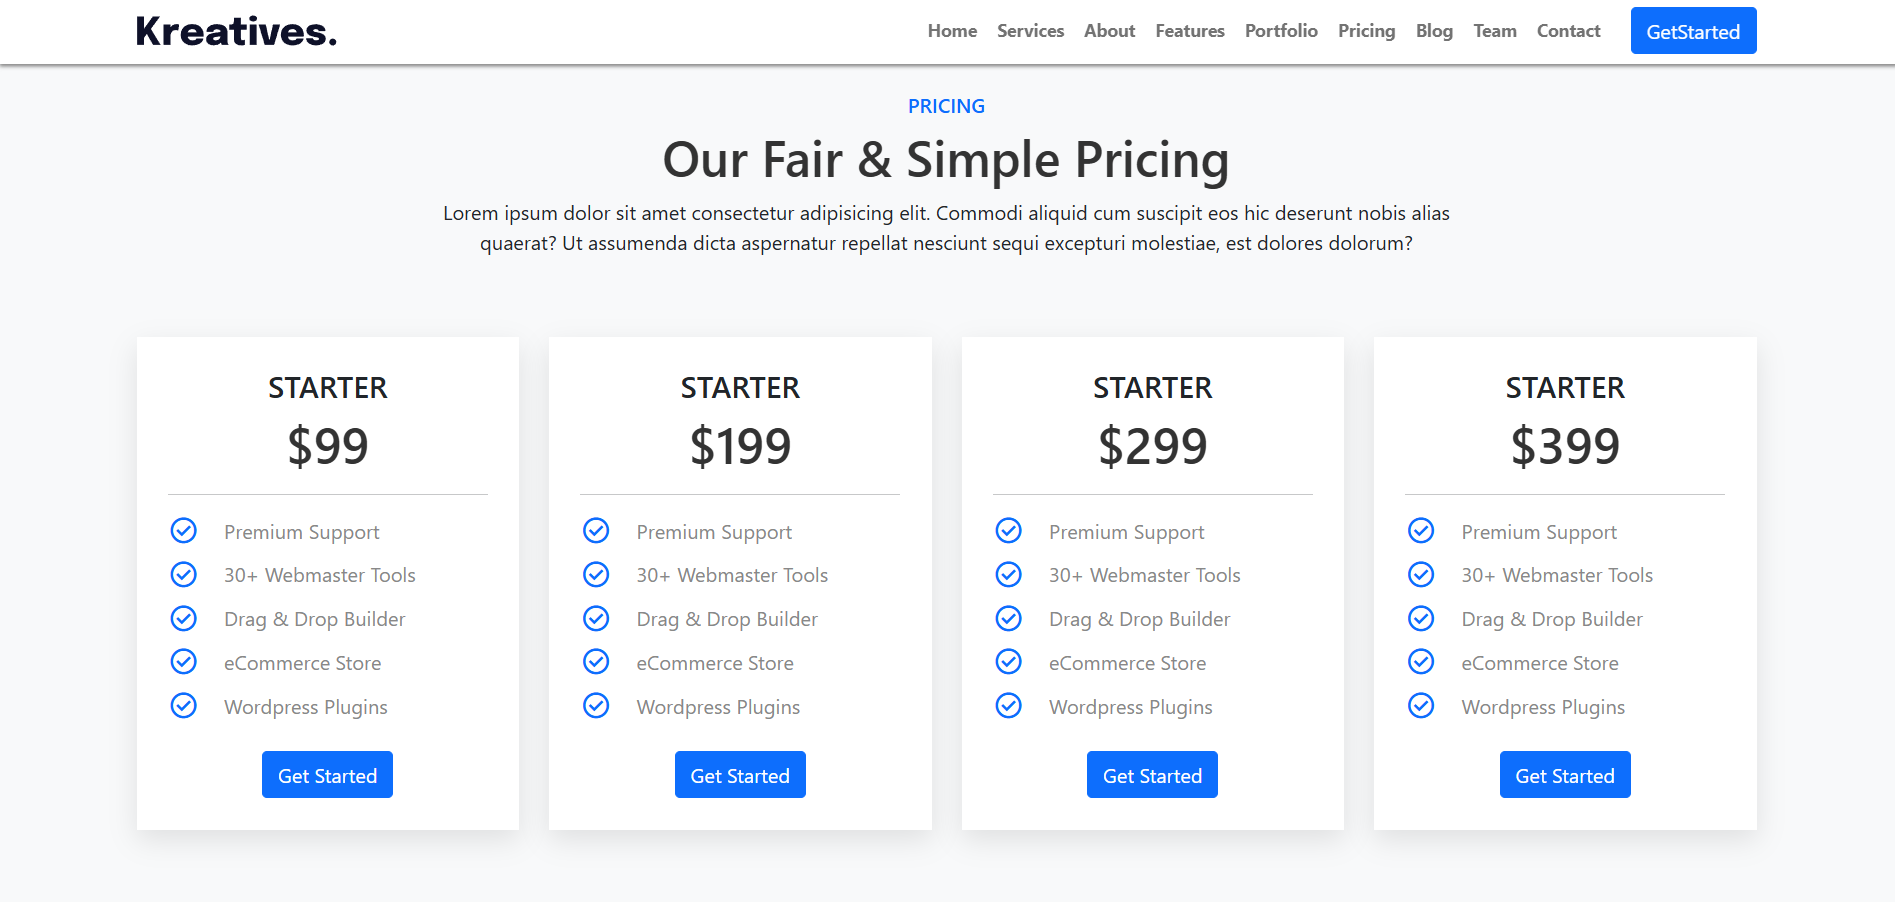 Kreatives.
Home Services About Features Portfolio Pricing Blog Team Contact GetStarted
PRICING
Our Fair & Simple Pricing
Lorem ipsum dolor sit amet consectetur adipisicing elit. Commodi aliquid cum suscipit eos hic deserunt nobis alias
quaerat? Ut assumenda dicta aspernatur repellat nesciunt sequi excepturi molestiae, est dolores dolorum?
STARTER
$99
Premium Support
30+ Webmaster Tools
Drag & Drop Builder
eCommerce Store
Wordpress Plugins
Get Started
STARTER
$199
Premium Support
30+ Webmaster Tools
Drag & Drop Builder
eCommerce Store
Wordpress Plugins
Get Started
STARTER
$299
Premium Support
30+ Webmaster Tools
Drag & Drop Builder
eCommerce Store
Wordpress Plugins
Get Started
STARTER
$399
Premium Support
30+ Webmaster Tools
Drag & Drop Builder
eCommerce Store
Wordpress Plugins
Get Started